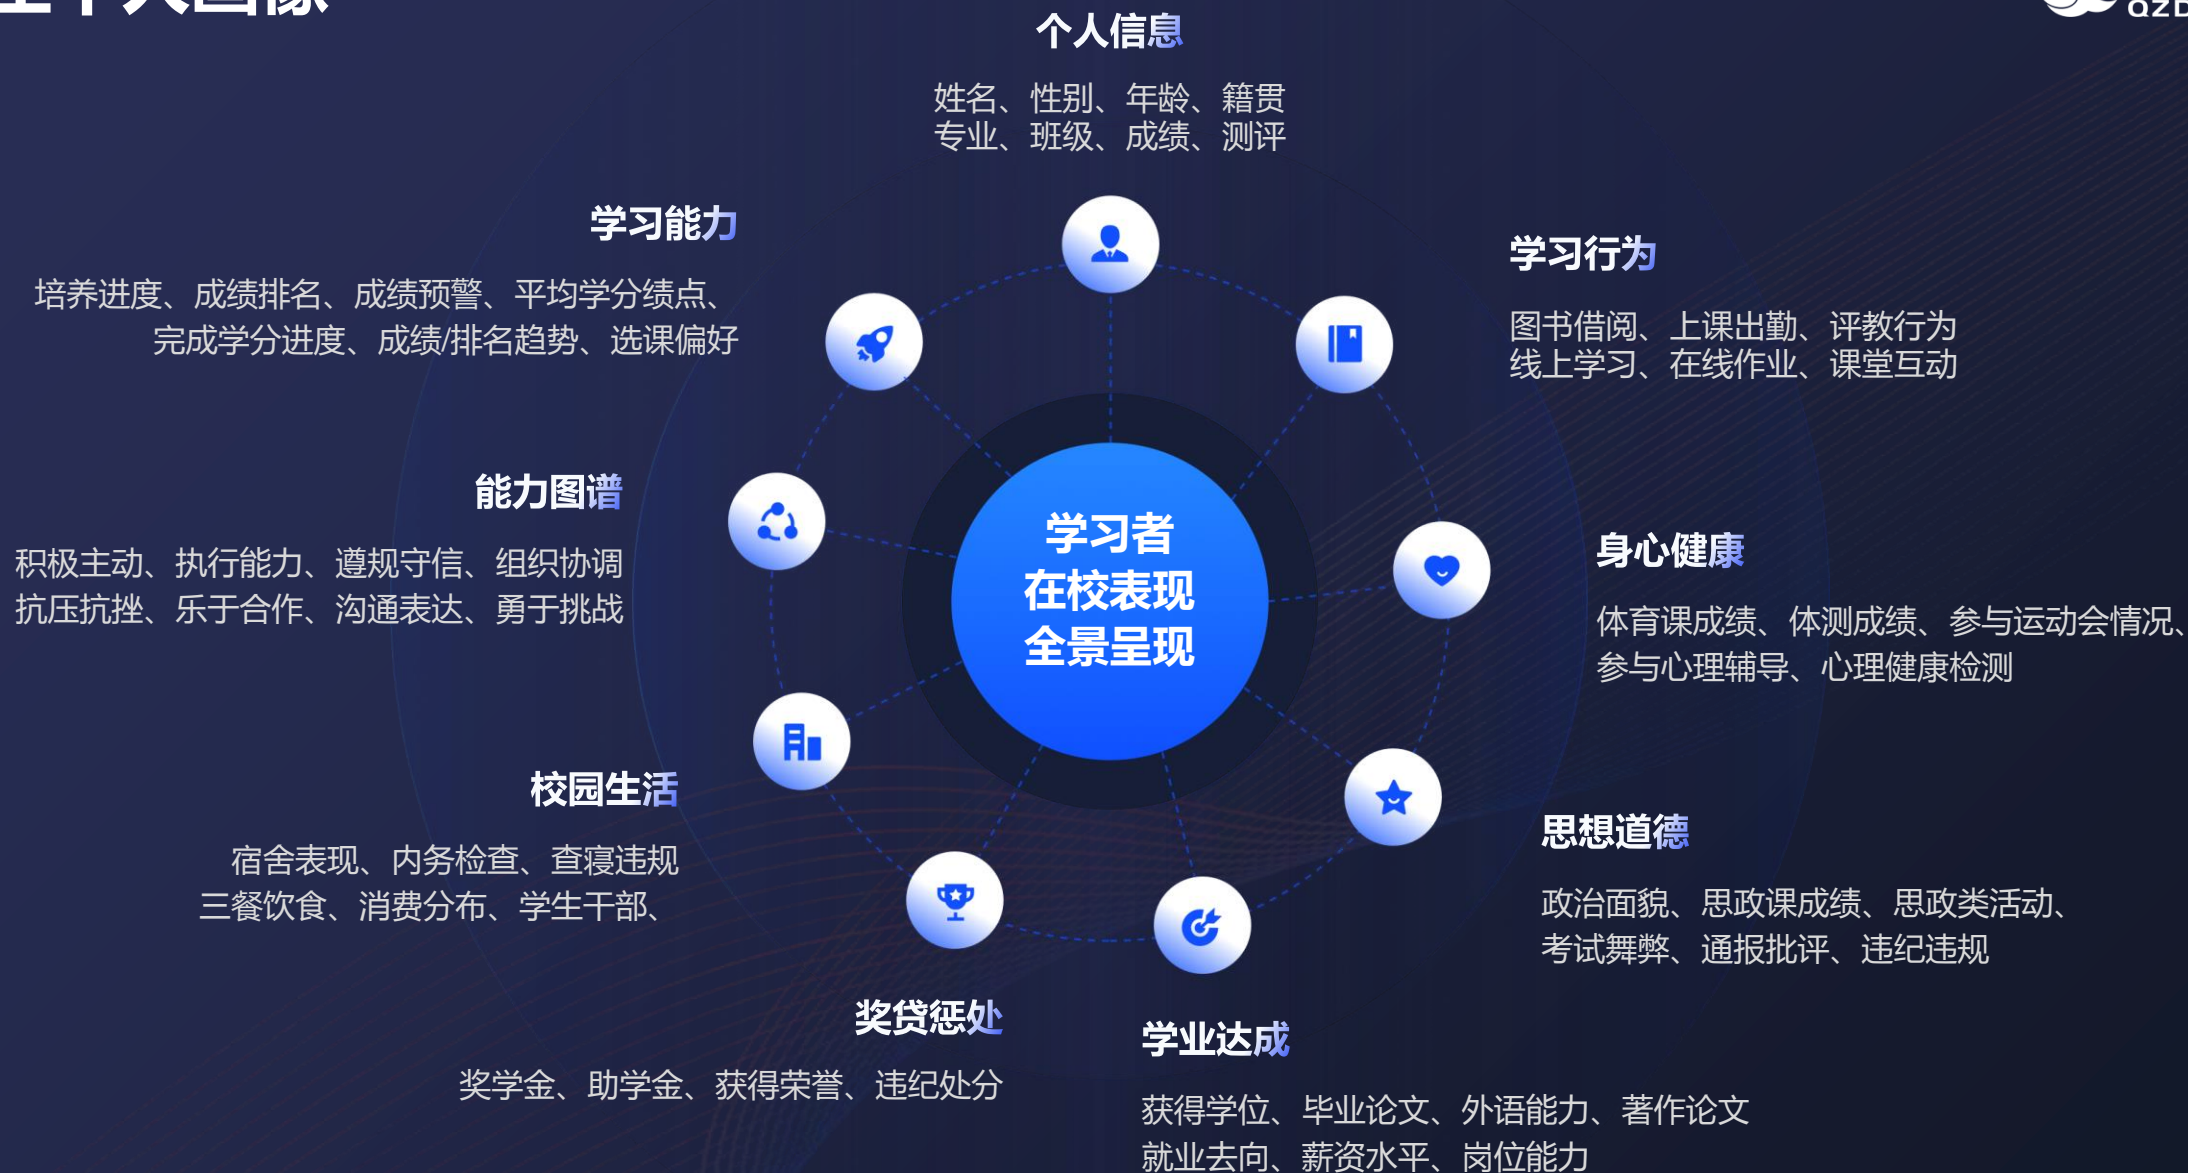 个人画像
QZD
个人信息
姓名、性别、年龄、籍贯
专业、班级、成绩、测评
学习能力
培养进度、成绩排名、成绩预警、平均学分绩点、
完成学分进度、成绩/排名趋势、选课偏好
学习行为
图书借阅、上课出勤、评教行为
线上学习、在线作业、课堂互动
能力图谱
积极主动、执行能力、遵规守信、组织协调
抗压抗挫、乐于合作、沟通表达、勇于挑战
学习者
在校表现
全景呈现
身心健康
体育课成绩、体测成绩、参与运动会情况、
参与心理辅导、心理健康检测
校园生活
宿舍表现、内务检查、查寝违规
三餐饮食、消费分布、学生干部、
思想道德
政治面貌、思政课成绩、思政类活动、
考试舞弊、通报批评、违纪违规
奖贷惩处
奖学金、助学金、获得荣誉、违纪处分
学业达成
获得学位、毕业论文、外语能力、著作论文
就业去向、薪资水平、岗位能力